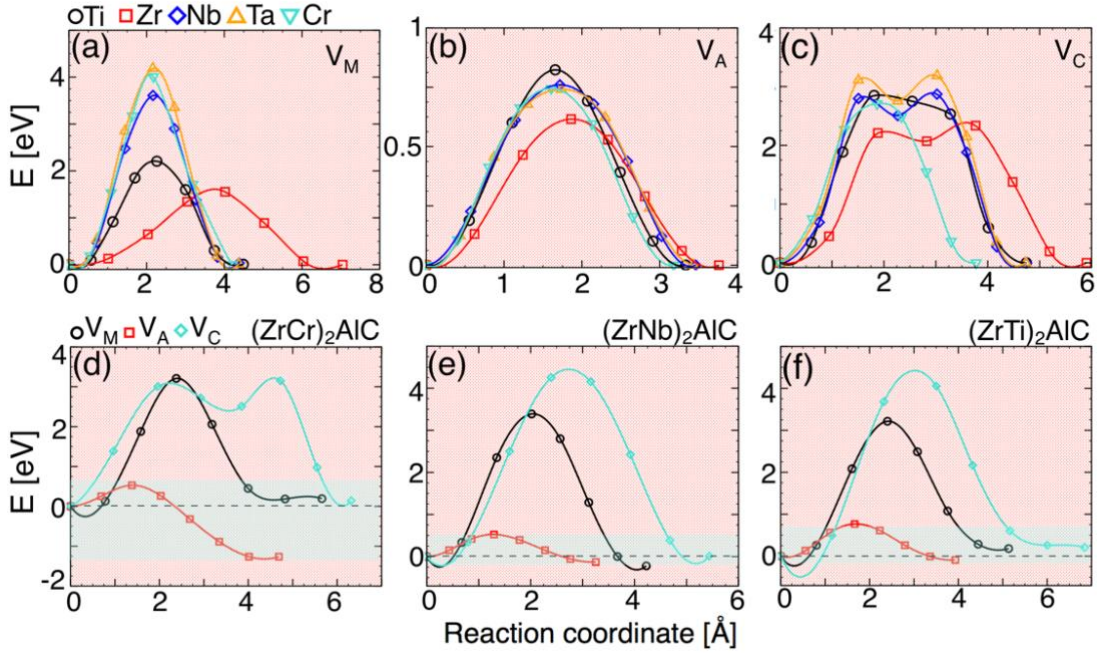 Ti Zr Nb Ta Cr
(a) V_M
(b) V_A
(c) V_C
E [eV]
4
2
0
0 2 4 6 8
1
0.5
0
0 1 2 3 4
4
2
0
0 2 4 6
V_M V_A V_C (ZrCr)₂AlC
(ZrNb)₂AlC
(ZrTi)₂AlC
(d)
(e)
(f)
E [eV]
4
2
0
-2
0 2 4 6
4
2
0
0 2 4 6
4
2
0
0 2 4 6
Reaction coordinate [Å]